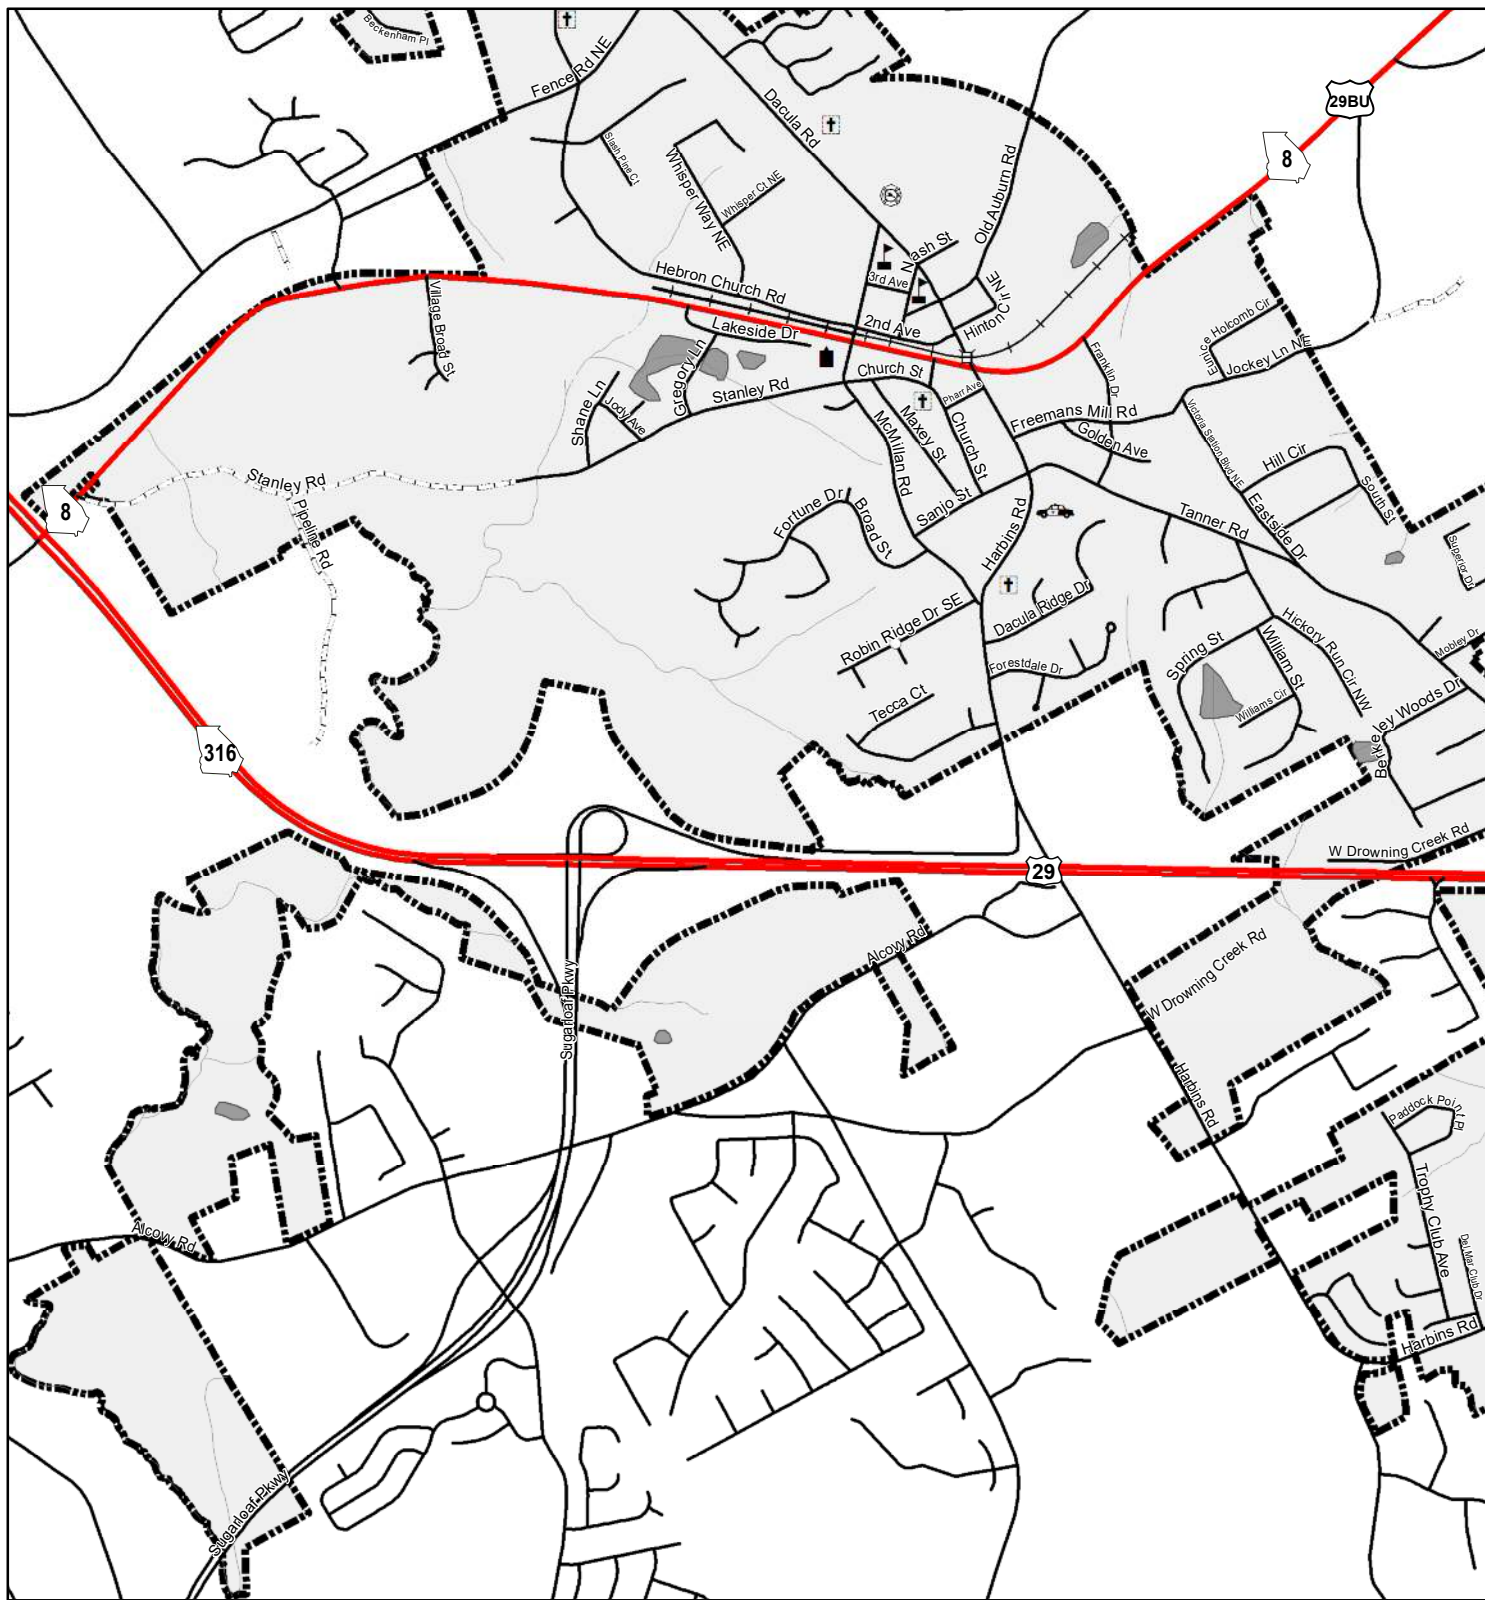 Beckenham Pl
Fence Rd NE
Dacula Rd
29BU
8
Slash Pine Ct
Whisper Way NE
Whisper Ct NE
Old Auburn Rd
Nash St
3rd Ave
Hebron Church Rd
2nd Ave
Hinton Cir NE
Village Broad St
Lakeside Dr
Gregory Ln
Church St
Stanley Rd
Shane Ln
Jody Ave
Pharr Ave
Franklin Dr
Eunice Holcomb Cir
Jockey Ln NE
Freemans Mill Rd
Golden Ave
Victoria Station Blvd NE
McMillan Rd
Maxey St
Church St
Hill Cir
South St
Stanley Rd
8
Pipeline Rd
Fortune Dr
Broad St
Sanjo St
Harbins Rd
Tanner Rd
Eastside Dr
Superior Dr
Robin Ridge Dr SE
Dacula Ridge Dr
Forestdale Dr
Tecca Ct
Spring St
William St
Williams Cir
Hickory Run Cir NW
Mobley Dr
Berkeley Woods Dr
316
W Drowning Creek Rd
29
Alcovy Rd
W Drowning Creek Rd
Sugarloaf Pkwy
Harbins Rd
Paddock Point Pl
Trophy Club Ave
Del Mar Club Dr
Alcovy Rd
Harbins Rd
Sugarloaf Pkwy